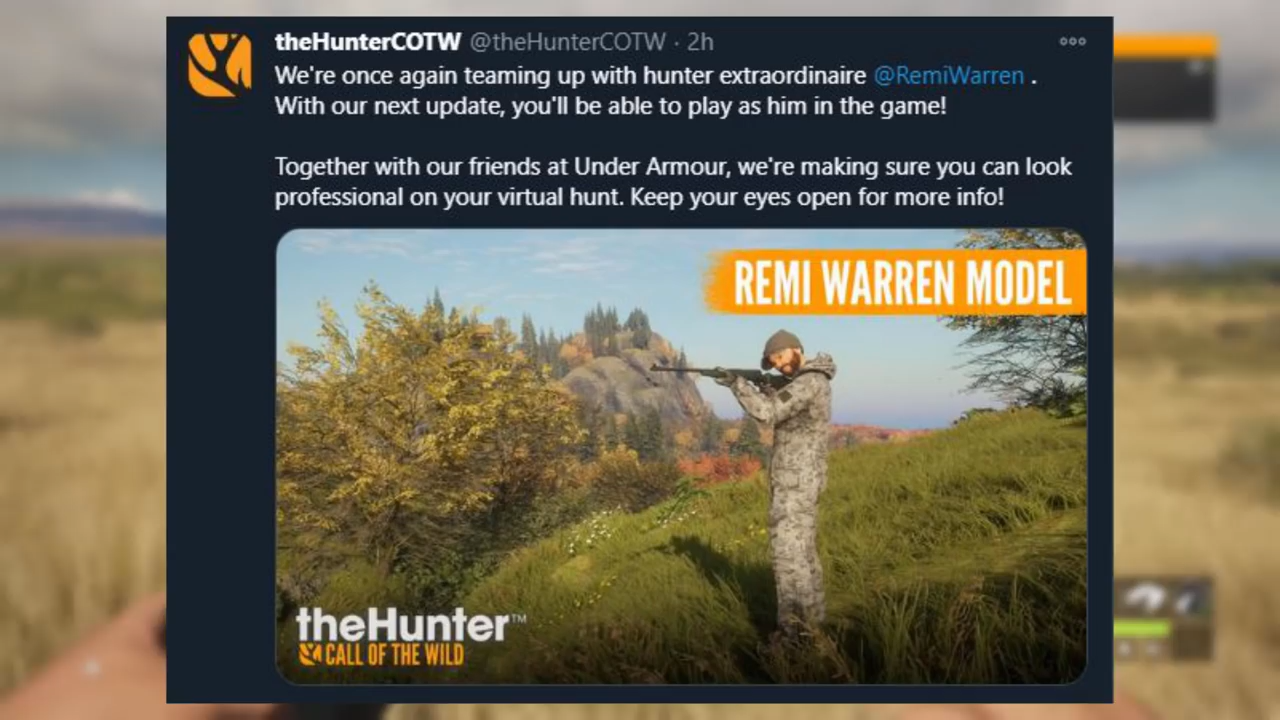 theHunterCOTW @theHunterCOTW · 2h
We're once again teaming up with hunter extraordinaire @RemiWarren .
With our next update, you'll be able to play as him in the game!
Together with our friends at Under Armour, we're making sure you can look
professional on your virtual hunt. Keep your eyes open for more info!
REMI WARREN MODEL
theHunter™
CALL OF THE WILD